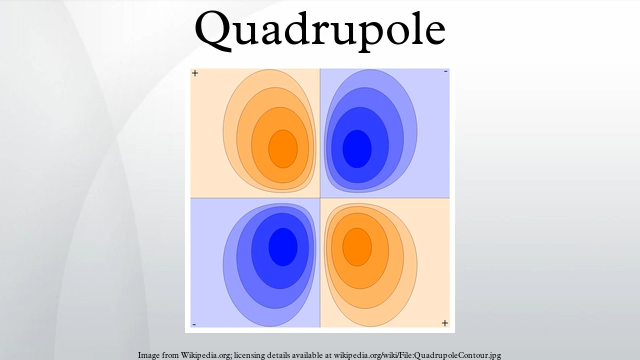 Quadrupole
+ -
- +
Image from Wikipedia.org; licensing details available at wikipedia.org/wiki/File:QuadrupoleContour.jpg